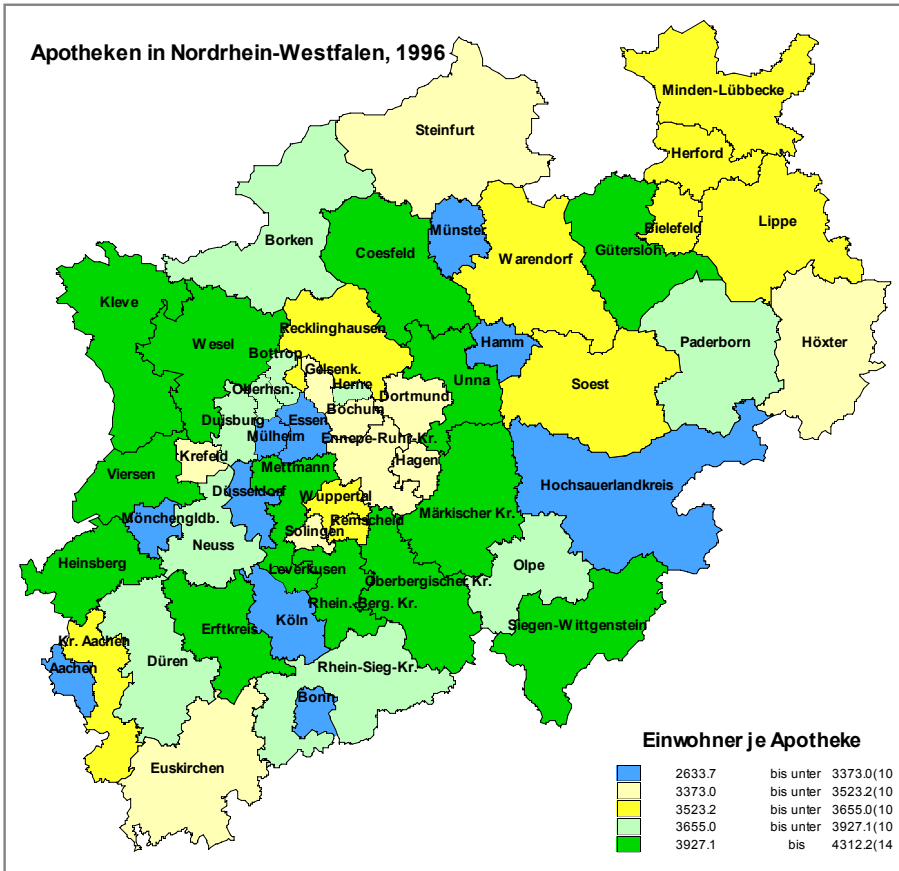 Apotheken in Nordrhein-Westfalen, 1996
Minden-Lübbecke
Steinfurt
Herford
Lippe
Bielefeld
Münster
Borken
Coesfeld
Warendorf
Gütersloh
Kleve
Recklinghausen
Wesel
Hamm
Paderborn
Höxter
Bottrop
Gelsenk.
Unna
Soest
Oberhsn.
Herne
Dortmund
Bochum
Duisburg
Essen
Mülheim
Ennepe-Ruhr-Kr.
Krefeld
Hagen
Viersen
Mettmann
Düsseldorf
Wuppertal
Hochsauerlandkreis
Mönchengldb.
Remscheid
Märkischer Kr.
Solingen
Neuss
Heinsberg
Leverkusen
Olpe
Oberbergischer Kr.
Rhein.-Berg. Kr.
Köln
Erftkreis
Siegen-Wittgenstein
Kr. Aachen
Düren
Aachen
Rhein-Sieg-Kr.
Bonn
Euskirchen
Einwohner je Apotheke
2633.7 bis unter 3373.0(10
3373.0 bis unter 3523.2(10
3523.2 bis unter 3655.0(10
3655.0 bis unter 3927.1(10
3927.1 bis 4312.2(14